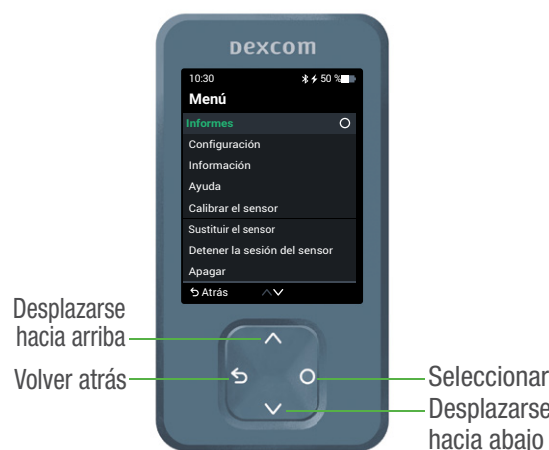 Dexcom
10:30 50 %
Menú
Informes
Configuración
Información
Ayuda
Calibrar el sensor
Sustituir el sensor
Detener la sesión del sensor
Apagar
Atrás
Desplazarse
hacia arriba
Volver atrás
Seleccionar
Desplazarse
hacia abajo